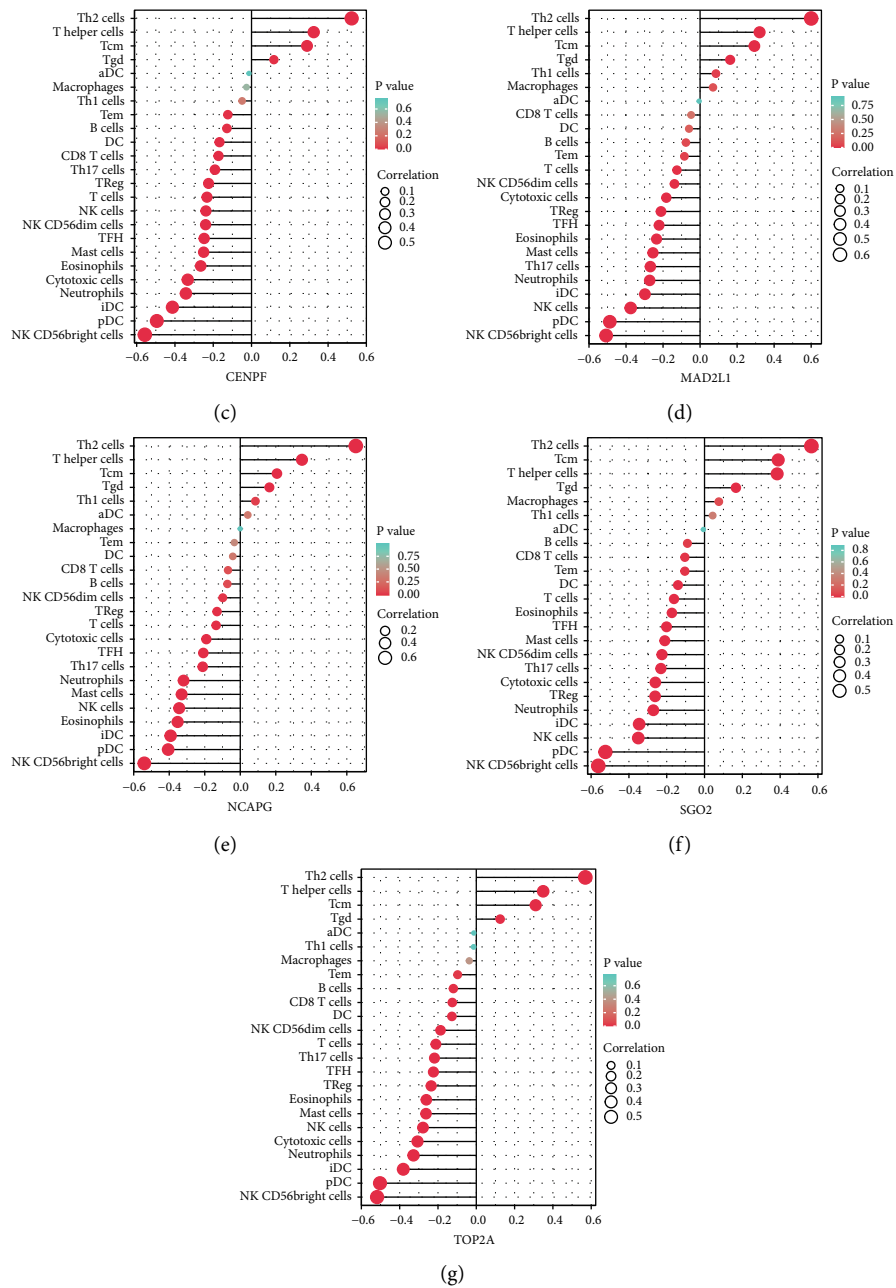 Th2 cells
T helper cells
Tcm
Tgd
aDC
Macrophages
Th1 cells
Tem
B cells
DC
CD8 T cells
Th17 cells
TReg
T cells
NK cells
NK CD56dim cells
TFH
Mast cells
Eosinophils
Cytotoxic cells
Neutrophils
iDC
pDC
NK CD56bright cells
−0.6 −0.4 −0.2 0.0 0.2 0.4 0.6
CENPF
P value
0.6
0.4
0.2
0.0
Correlation
0.1
0.2
0.3
0.4
0.5
(c)
Th2 cells
T helper cells
Tcm
Tgd
Th1 cells
Macrophages
aDC
CD8 T cells
DC
B cells
Tem
T cells
NK CD56dim cells
Cytotoxic cells
TReg
TFH
Eosinophils
Mast cells
Th17 cells
Neutrophils
iDC
NK cells
pDC
NK CD56bright cells
−0.6 −0.4 −0.2 0.0 0.2 0.4 0.6
MAD2L1
P value
0.75
0.50
0.25
0.00
Correlation
0.1
0.2
0.3
0.4
0.5
0.6
(d)
Th2 cells
T helper cells
Tcm
Tgd
Th1 cells
aDC
Macrophages
Tem
DC
CD8 T cells
B cells
NK CD56dim cells
TReg
T cells
Cytotoxic cells
TFH
Th17 cells
Neutrophils
Mast cells
NK cells
Eosinophils
iDC
pDC
NK CD56bright cells
−0.6 −0.4 −0.2 0.0 0.2 0.4 0.6
NCAPG
P value
0.75
0.50
0.25
0.00
Correlation
0.2
0.4
0.6
(e)
Th2 cells
Tcm
T helper cells
Tgd
Macrophages
Th1 cells
aDC
B cells
CD8 T cells
Tem
DC
T cells
Eosinophils
TFH
Mast cells
NK CD56dim cells
Th17 cells
Cytotoxic cells
TReg
Neutrophils
iDC
NK cells
pDC
NK CD56bright cells
−0.6 −0.4 −0.2 0.0 0.2 0.4 0.6
SGO2
P value
0.8
0.6
0.4
0.2
0.0
Correlation
0.1
0.2
0.3
0.4
0.5
(f)
Th2 cells
T helper cells
Tcm
Tgd
aDC
Th1 cells
Macrophages
Tem
B cells
CD8 T cells
DC
NK CD56dim cells
T cells
Th17 cells
TFH
TReg
Eosinophils
Mast cells
NK cells
Cytotoxic cells
Neutrophils
iDC
pDC
NK CD56bright cells
−0.6 −0.4 −0.2 0.0 0.2 0.4 0.6
TOP2A
P value
0.6
0.4
0.2
0.0
Correlation
0.1
0.2
0.3
0.4
0.5
(g)